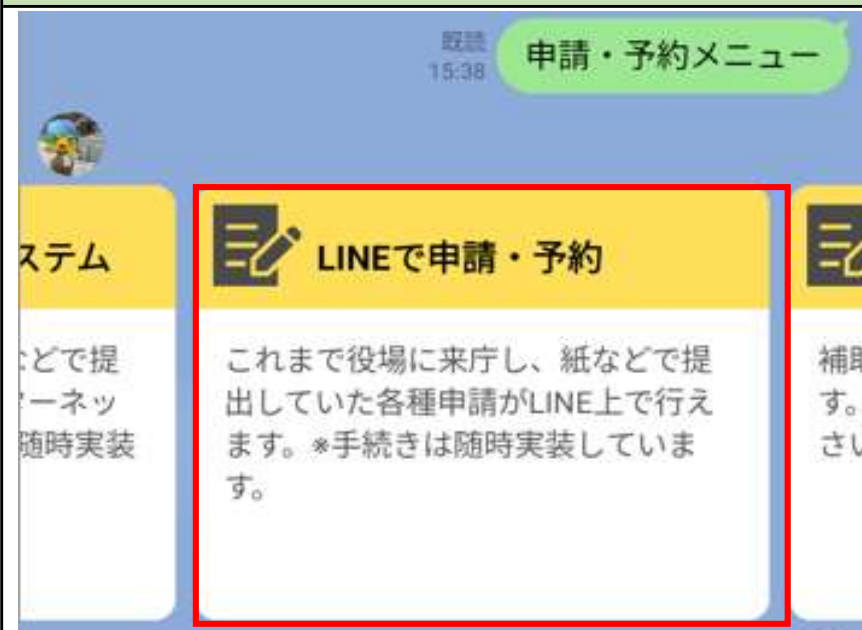 既読
15:38
申請・予約メニュー
ステム
などで提
ターネッ
随時実装
LINEで申請・予約
これまで役場に来庁し、紙などで提
出していた各種申請がLINE上で行え
ます。※手続きは随時実装していま
す。
補助
す。
さい